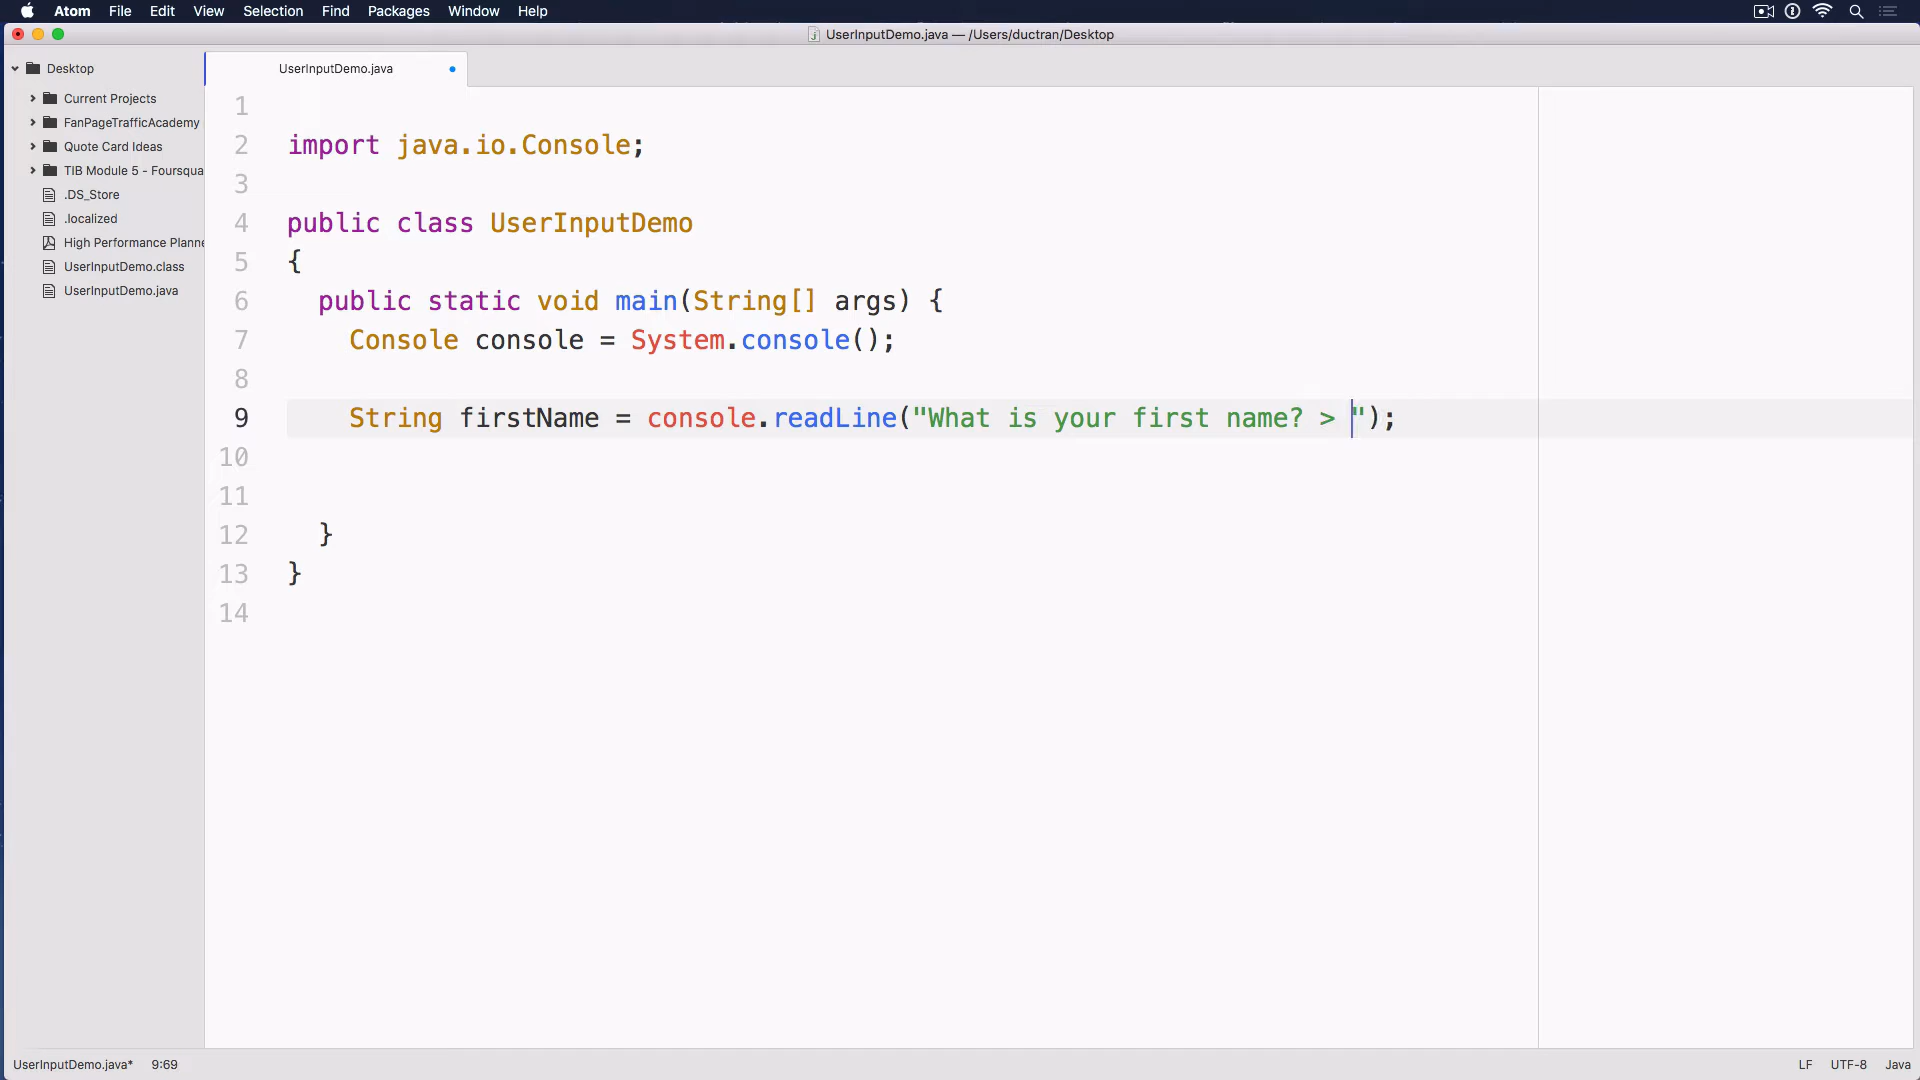 Atom File Edit View Selection Find Packages Window Help
UserInputDemo.java — /Users/ductran/Desktop
Desktop
Current Projects
FanPageTrafficAcademy
Quote Card Ideas
TIB Module 5 - Foursqua
.DS_Store
.localized
High Performance Planne
UserInputDemo.class
UserInputDemo.java
UserInputDemo.java
1
2 import java.io.Console;
3
4 public class UserInputDemo
5 {
6 public static void main(String[] args) {
7 Console console = System.console();
8
9 String firstName = console.readLine("What is your first name? > ");
10
11
12 }
13 }
14
UserInputDemo.java* 9:69 LF UTF-8 Java